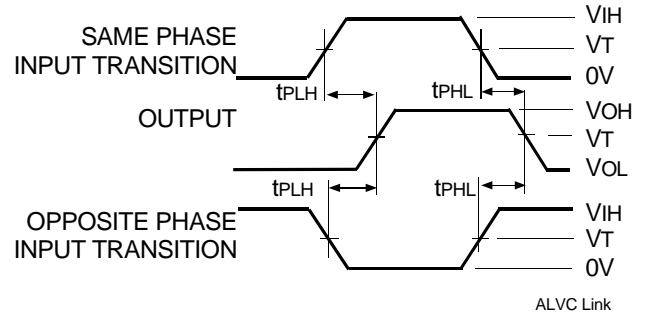 SAME PHASE
INPUT TRANSITION
VIH
VT
0V
tPLH
tPHL
OUTPUT
VOH
VT
VOL
tPLH
tPHL
OPPOSITE PHASE
INPUT TRANSITION
VIH
VT
0V
ALVC Link